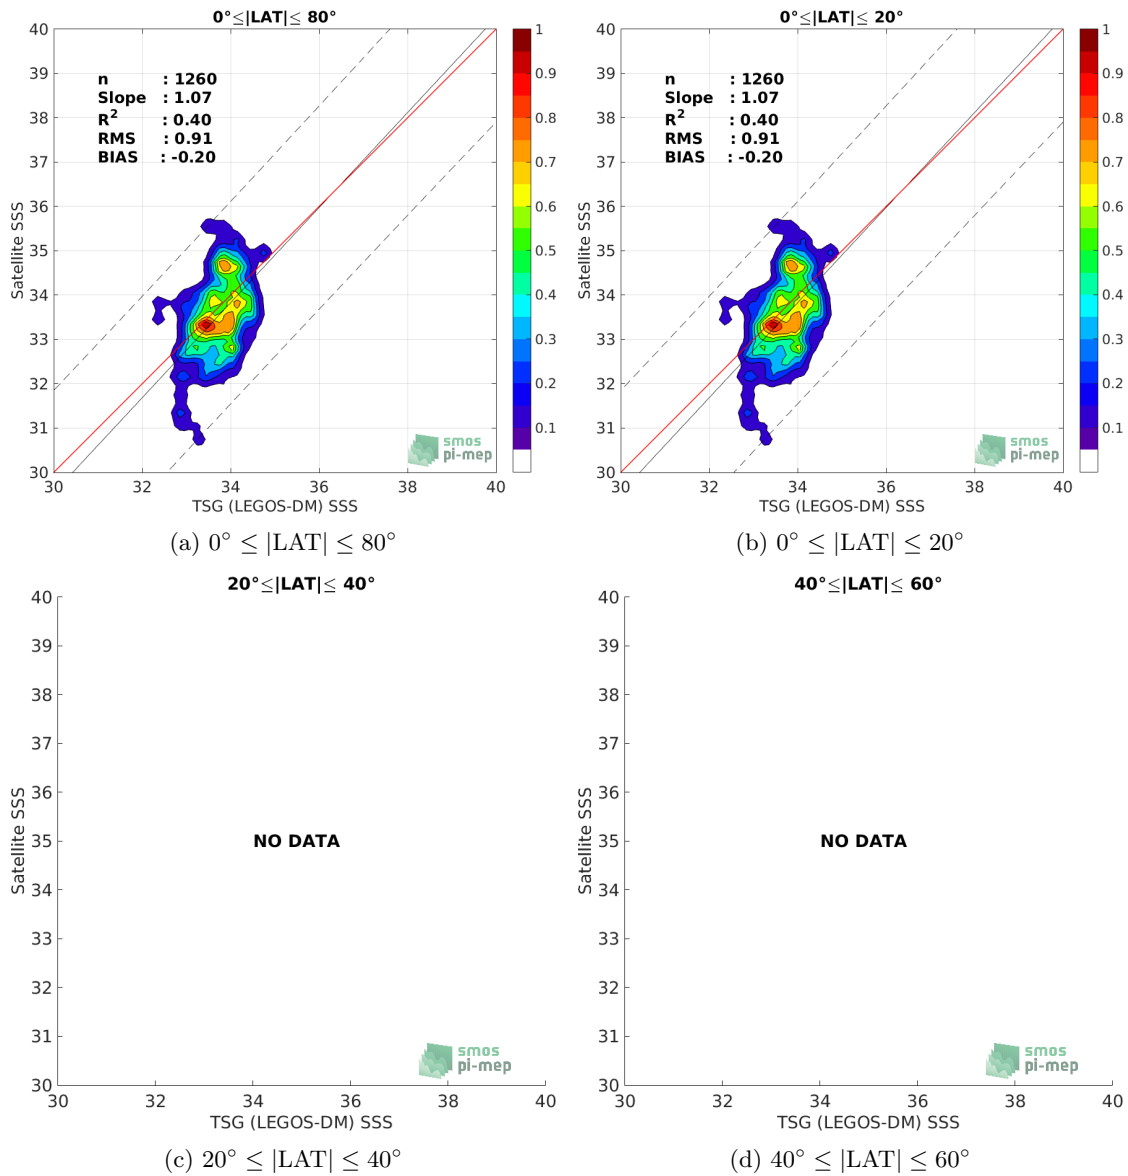 0°≤|LAT|≤ 80°
40
39
38
37
36
35
34
33
32
31
30
Satellite SSS
n : 1260
Slope : 1.07
R2 : 0.40
RMS : 0.91
BIAS : -0.20
smos
pi-mep
30 32 34 36 38 40
TSG (LEGOS-DM) SSS
1
0.9
0.8
0.7
0.6
0.5
0.4
0.3
0.2
0.1
(a) 0° ≤ |LAT| ≤ 80°
0°≤|LAT|≤ 20°
40
39
38
37
36
35
34
33
32
31
30
Satellite SSS
n : 1260
Slope : 1.07
R2 : 0.40
RMS : 0.91
BIAS : -0.20
smos
pi-mep
30 32 34 36 38 40
TSG (LEGOS-DM) SSS
1
0.9
0.8
0.7
0.6
0.5
0.4
0.3
0.2
0.1
(b) 0° ≤ |LAT| ≤ 20°
20°≤|LAT|≤ 40°
40
39
38
37
36
35
34
33
32
31
30
Satellite SSS
NO DATA
smos
pi-mep
30 32 34 36 38 40
TSG (LEGOS-DM) SSS
(c) 20° ≤ |LAT| ≤ 40°
40°≤|LAT|≤ 60°
40
39
38
37
36
35
34
33
32
31
30
Satellite SSS
NO DATA
smos
pi-mep
30 32 34 36 38 40
TSG (LEGOS-DM) SSS
(d) 40° ≤ |LAT| ≤ 60°